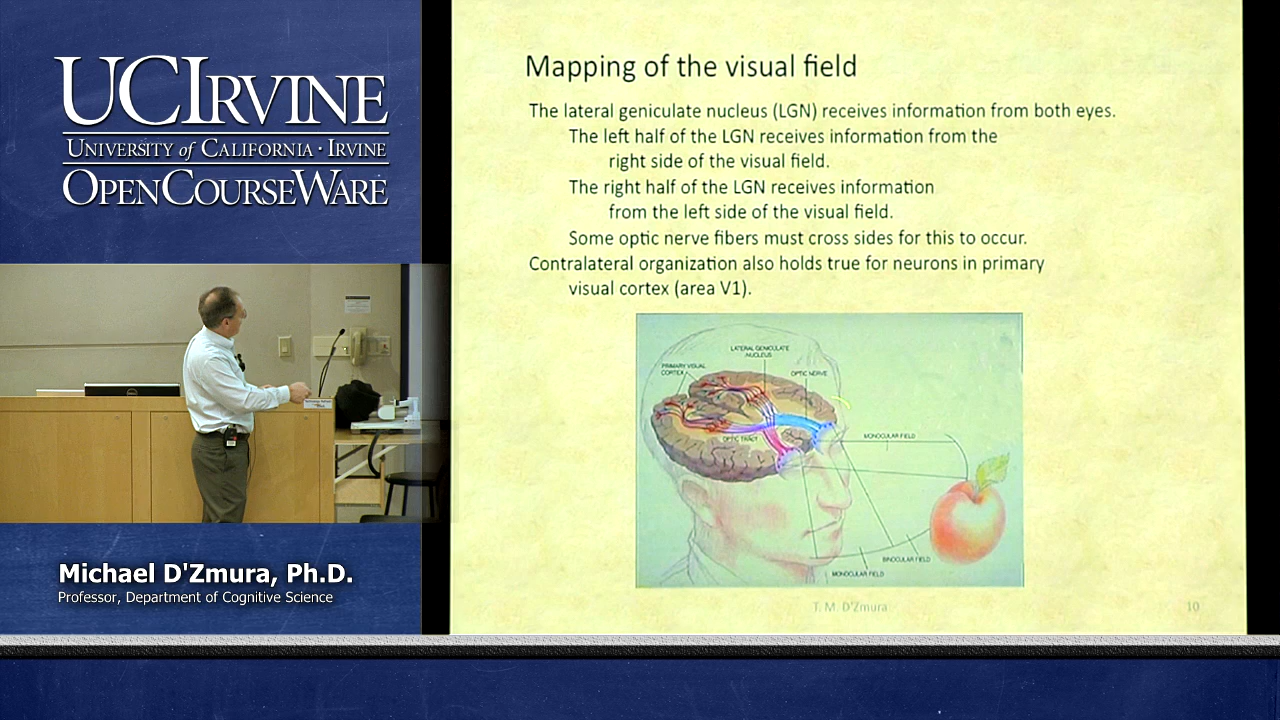 UCIRVINE
UNIVERSITY of CALIFORNIA · IRVINE
OPENCOURSEWARE
Michael D'Zmura, Ph.D.
Professor, Department of Cognitive Science
Mapping of the visual field
The lateral geniculate nucleus (LGN) receives information from both eyes.
The left half of the LGN receives information from the
right side of the visual field.
The right half of the LGN receives information
from the left side of the visual field.
Some optic nerve fibers must cross sides for this to occur.
Contralateral organization also holds true for neurons in primary
visual cortex (area V1).
LATERAL GENICULATE
NUCLEUS
PRIMARY VISUAL
CORTEX
OPTIC NERVE
OPTIC TRACT
MONOCULAR FIELD
BINOCULAR FIELD
MONOCULAR FIELD
T. M. D'Zmura
10